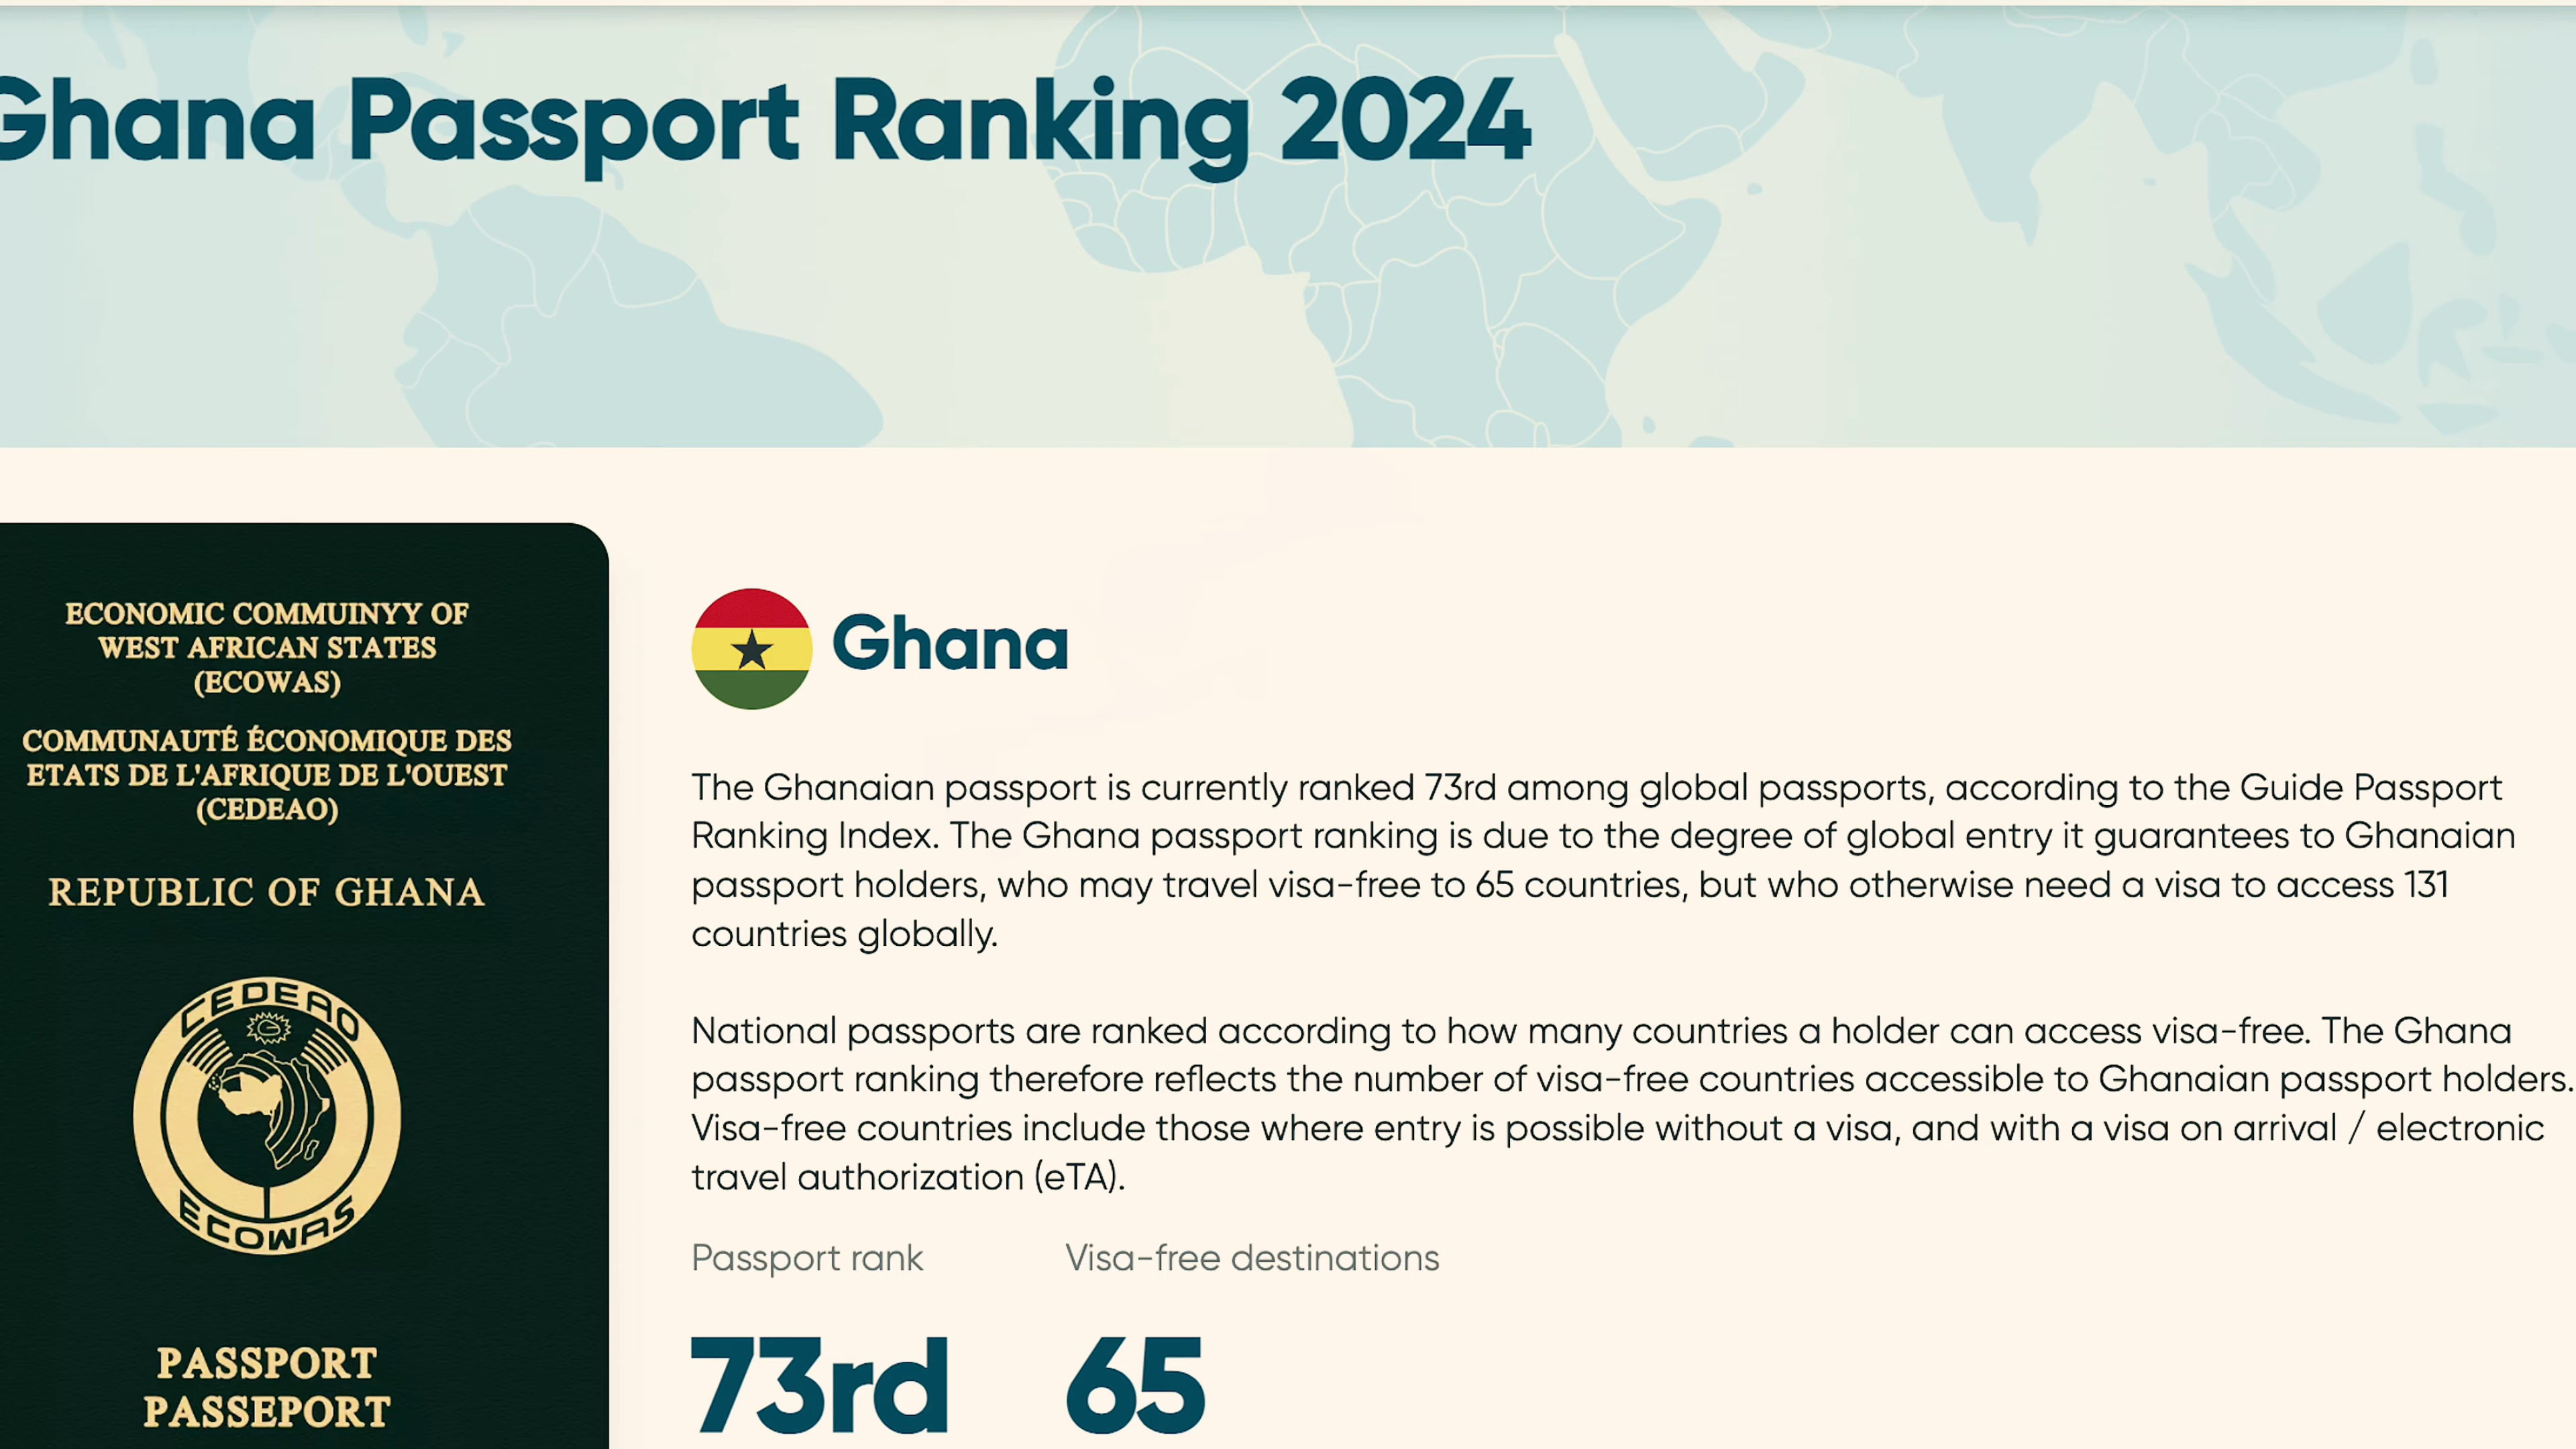 Ghana Passport Ranking 2024
ECONOMIC COMMUINYY OF
WEST AFRICAN STATES
(ECOWAS)
COMMUNAUTÉ ÉCONOMIQUE DES
ETATS DE L'AFRIQUE DE L'OUEST
(CEDEAO)
REPUBLIC OF GHANA
CEDEAO
ECOWAS
PASSPORT
PASSEPORT
Ghana
The Ghanaian passport is currently ranked 73rd among global passports, according to the Guide Passport
Ranking Index. The Ghana passport ranking is due to the degree of global entry it guarantees to Ghanaian
passport holders, who may travel visa-free to 65 countries, but who otherwise need a visa to access 131
countries globally.
National passports are ranked according to how many countries a holder can access visa-free. The Ghana
passport ranking therefore reflects the number of visa-free countries accessible to Ghanaian passport holders.
Visa-free countries include those where entry is possible without a visa, and with a visa on arrival / electronic
travel authorization (eTA).
Passport rank
73rd
Visa-free destinations
65